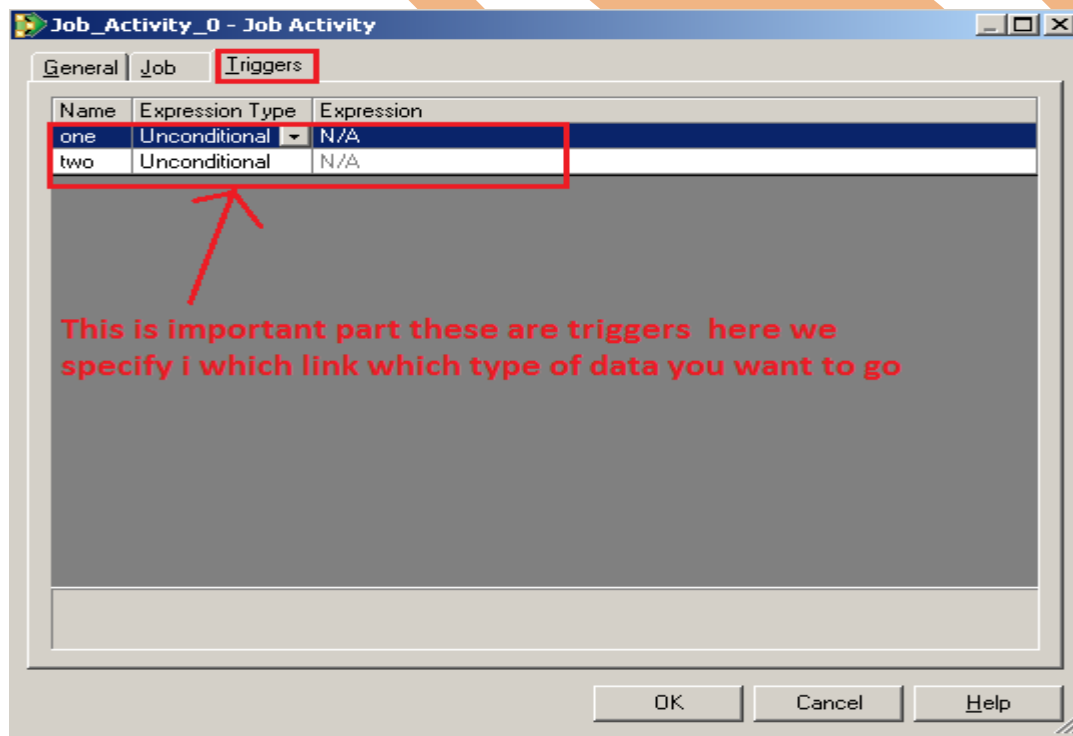 Job_Activity_0 - Job Activity
General Job Triggers
Name Expression Type Expression
one Unconditional N/A
two Unconditional N/A
This is important part these are triggers here we
specify i which link which type of data you want to go
OK Cancel Help